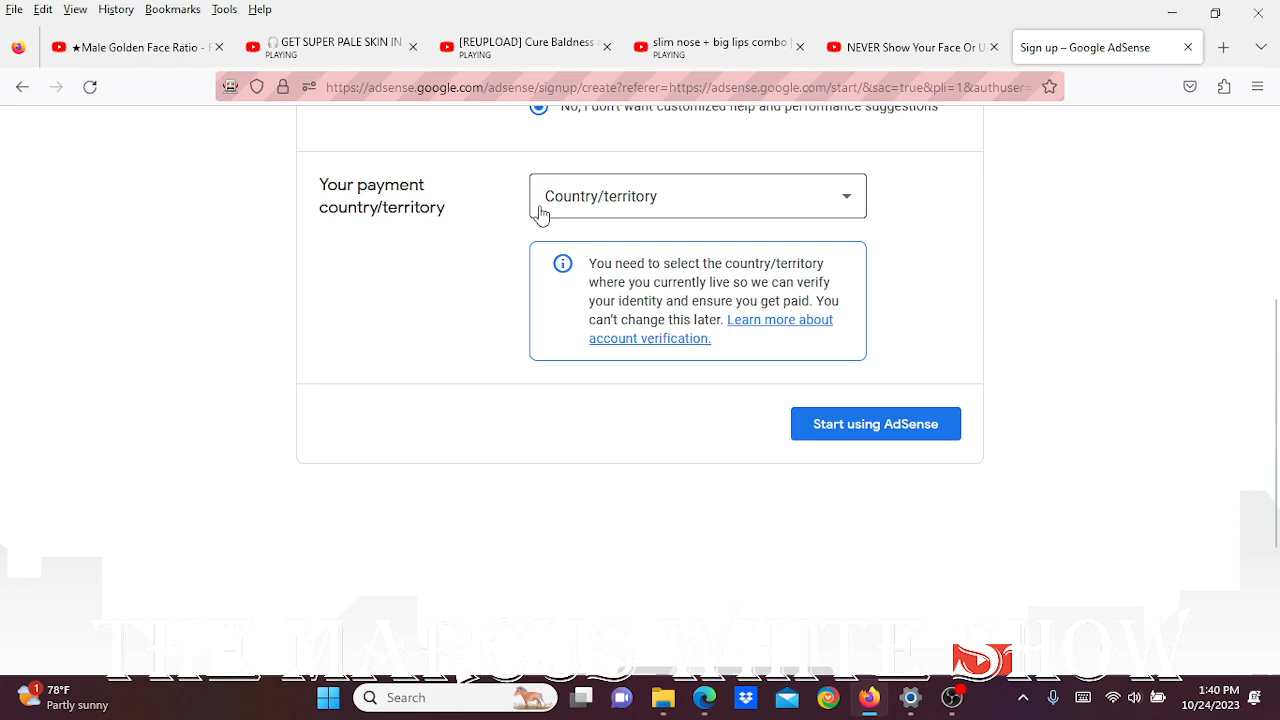 File Edit View History Bookmarks Tools Help
★Male Golden Face Ratio - F
GET SUPER PALE SKIN IN
PLAYING
[REUPLOAD] Cure Baldness
PLAYING
slim nose + big lips combo |
PLAYING
NEVER Show Your Face Or U
Sign up – Google AdSense
https://adsense.google.com/adsense/signup/create?referer=https://adsense.google.com/start/&sac=true&pli=1&authuser=
No, I don't want customized help and performance suggestions
Your payment
country/territory
Country/territory
You need to select the country/territory
where you currently live so we can verify
your identity and ensure you get paid. You
can't change this later. Learn more about
account verification.
Start using AdSense
THE MARCUS WHITE SHOW
1
78°F
Partly sunny
Search
1:40 PM